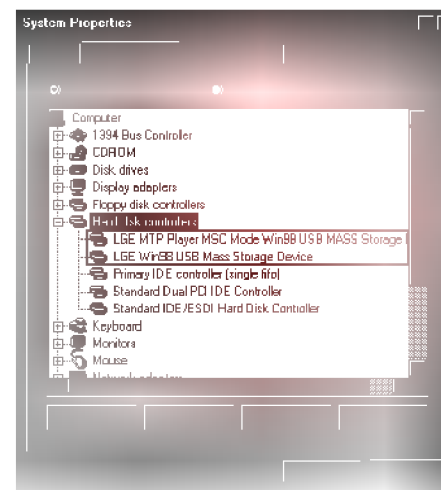 System Properties
Computer
1394 Bus Controller
CDROM
Disk drives
Display adapters
Floppy disk controllers
Hard disk controllers
LGE MTP Player MSC Mode Win98 USB MASS Storage
LGE Win98 USB Mass Storage Device
Primary IDE controller (single fifo)
Standard Dual PCI IDE Controller
Standard IDE/ESDI Hard Disk Controller
Keyboard
Monitors
Mouse
Network adapters